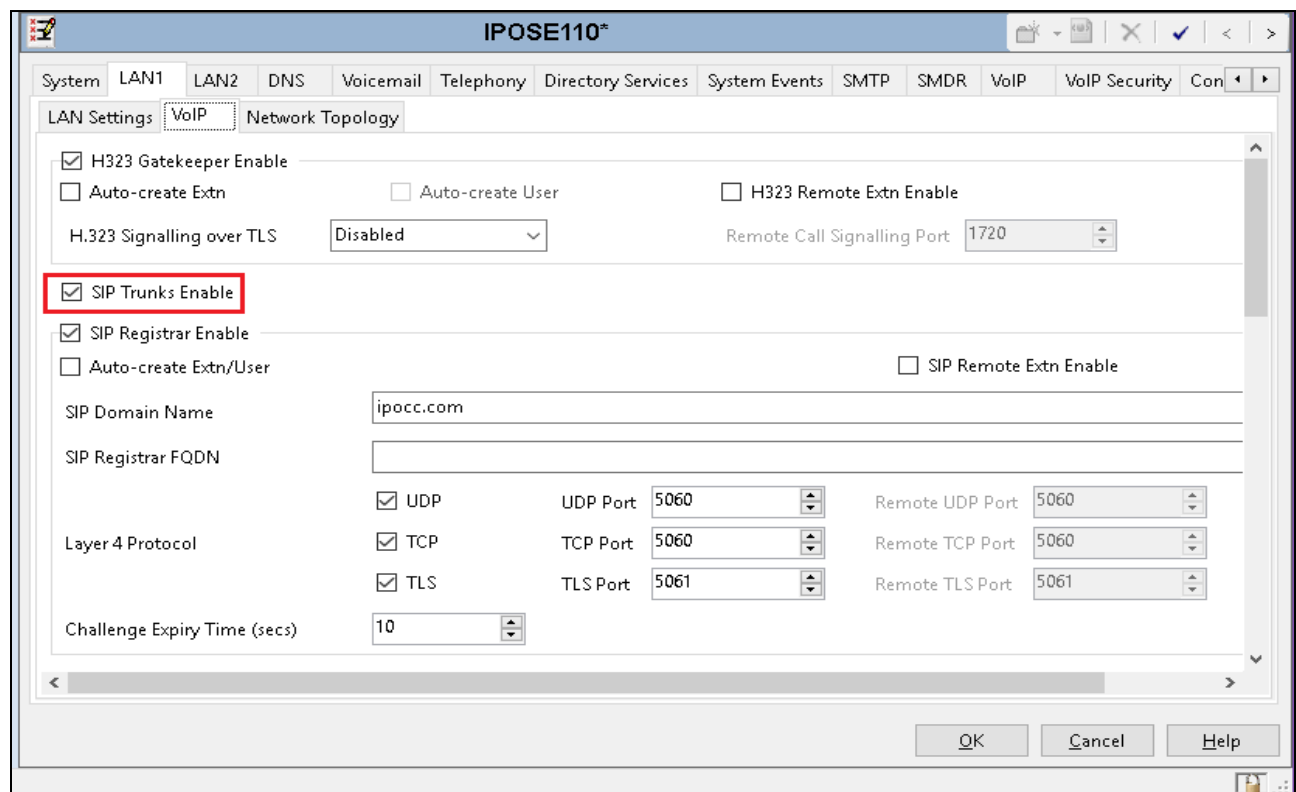 IPOSE110*
System LAN1 LAN2 DNS Voicemail Telephony Directory Services System Events SMTP SMDR VoIP VoIP Security Con
LAN Settings VoIP Network Topology
H323 Gatekeeper Enable
Auto-create Extn Auto-create User H323 Remote Extn Enable
H.323 Signalling over TLS Disabled Remote Call Signalling Port 1720
SIP Trunks Enable
SIP Registrar Enable
Auto-create Extn/User SIP Remote Extn Enable
SIP Domain Name ipocc.com
SIP Registrar FQDN
UDP UDP Port 5060 Remote UDP Port 5060
Layer 4 Protocol TCP TCP Port 5060 Remote TCP Port 5060
TLS TLS Port 5061 Remote TLS Port 5061
Challenge Expiry Time (secs) 10
OK Cancel Help